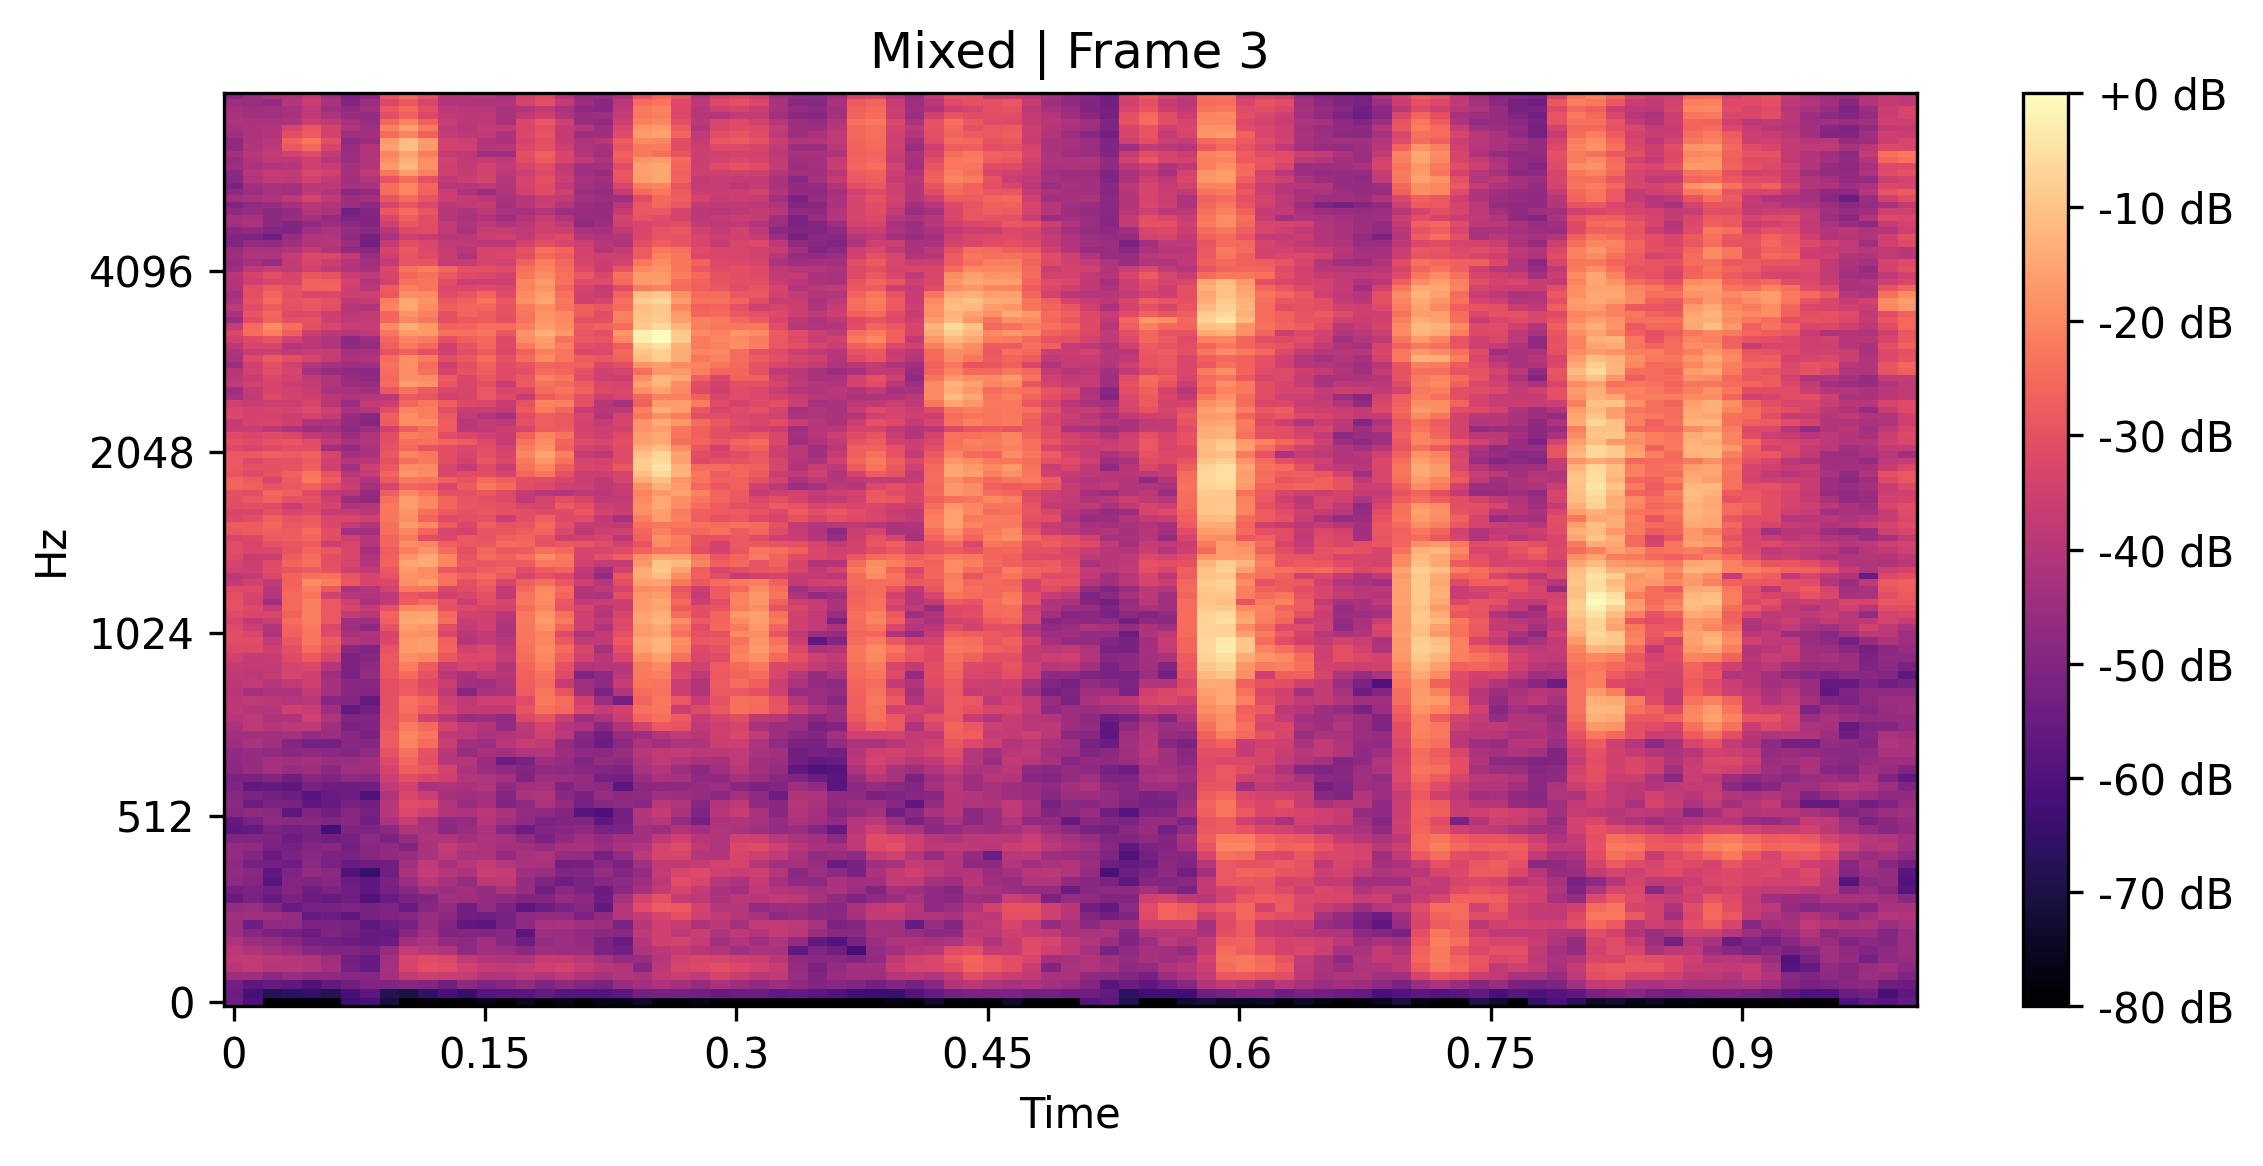 Mixed | Frame 3
+0 dB
-10 dB
-20 dB
-30 dB
-40 dB
-50 dB
-60 dB
-70 dB
-80 dB
Hz
4096
2048
1024
512
0
0 0.15 0.3 0.45 0.6 0.75 0.9
Time